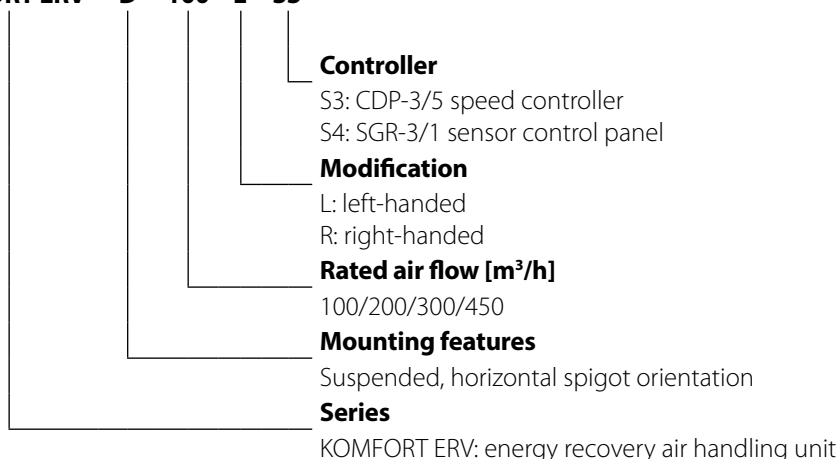 Controller
S3: CDP-3/5 speed controller
S4: SGR-3/1 sensor control panel
Modification
L: left-handed
R: right-handed
Rated air flow [m³/h]
100/200/300/450
Mounting features
Suspended, horizontal spigot orientation
Series
KOMFORT ERV: energy recovery air handling unit